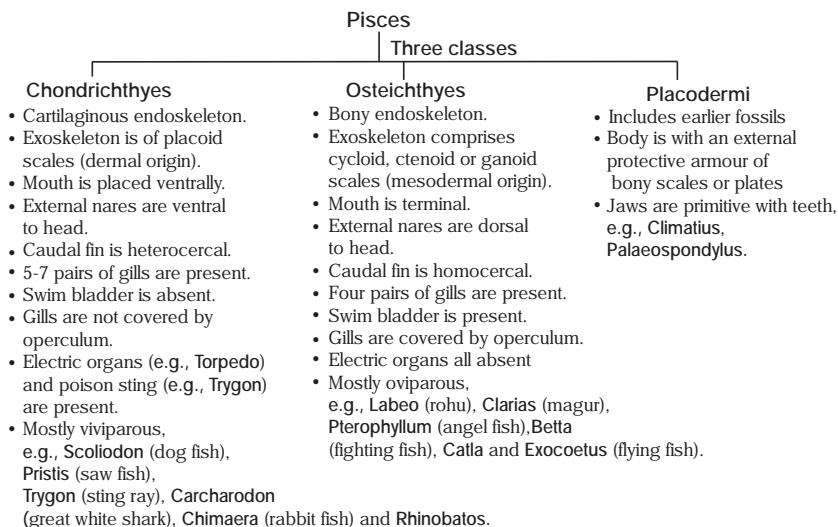 Pisces
Three classes
Chondrichthyes
• Cartilaginous endoskeleton.
• Exoskeleton is of placoid
scales (dermal origin).
• Mouth is placed ventrally.
• External nares are ventral
to head.
• Caudal fin is heterocercal.
• 5-7 pairs of gills are present.
• Swim bladder is absent.
• Gills are not covered by
operculum.
• Electric organs (e.g., Torpedo)
and poison sting (e.g., Trygon)
are present.
• Mostly viviparous,
e.g., Scoliodon (dog fish),
Pristis (saw fish),
Trygon (sting ray), Carcharodon
(great white shark), Chimaera (rabbit fish) and Rhinobatos.
Osteichthyes
• Bony endoskeleton.
• Exoskeleton comprises
cycloid, ctenoid or ganoid
scales (mesodermal origin).
• Mouth is terminal.
• External nares are dorsal
to head.
• Caudal fin is homocercal.
• Four pairs of gills are present.
• Swim bladder is present.
• Gills are covered by operculum.
• Electric organs all absent
• Mostly oviparous,
e.g., Labeo (rohu), Clarias (magur),
Pterophyllum (angel fish),Betta
(fighting fish), Catla and Exocoetus (flying fish).
Placodermi
• Includes earlier fossils
• Body is with an external
protective armour of
bony scales or plates
• Jaws are primitive with teeth,
e.g., Climatius,
Palaeospondylus.